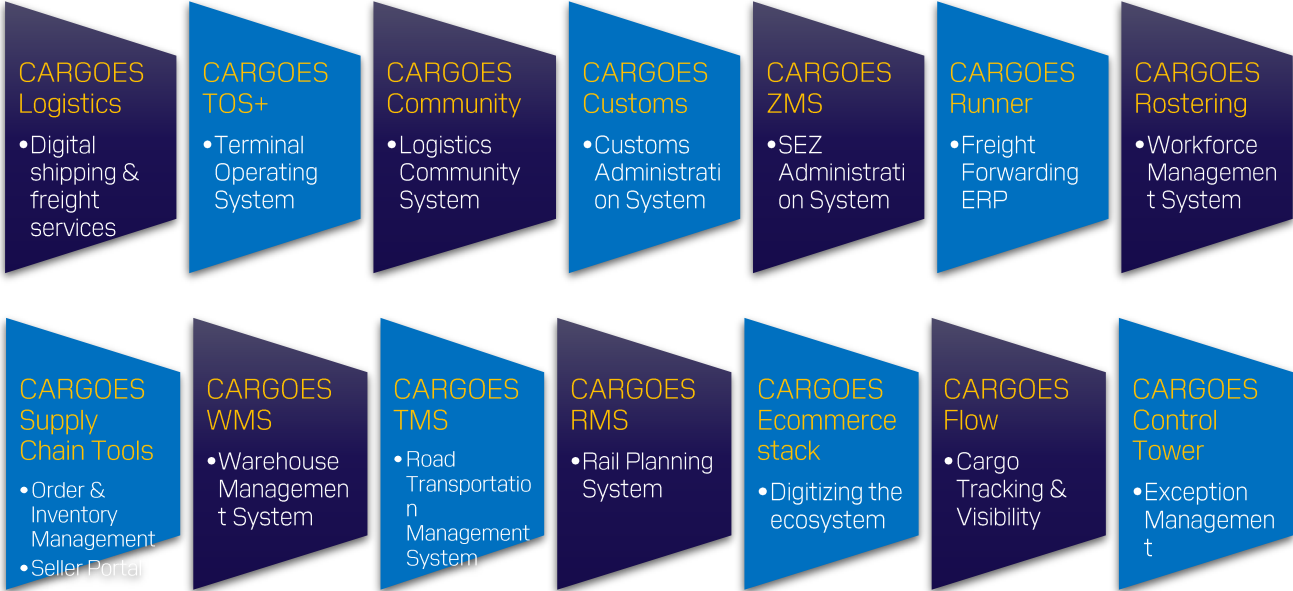 CARGOES
Logistics
•Digital
shipping &
freight
services
CARGOES
TOS+
•Terminal
Operating
System
CARGOES
Community
•Logistics
Community
System
CARGOES
Customs
•Customs
Administrati
on System
CARGOES
ZMS
•SEZ
Administrati
on System
CARGOES
Runner
•Freight
Forwarding
ERP
CARGOES
Rostering
•Workforce
Managemen
t System
CARGOES
Supply
Chain Tools
•Order &
Inventory
Management
•Seller Portal
CARGOES
WMS
•Warehouse
Managemen
t System
CARGOES
TMS
•Road
Transportatio
n
Management
System
CARGOES
RMS
•Rail Planning
System
CARGOES
Ecommerce
stack
•Digitizing the
ecosystem
CARGOES
Flow
•Cargo
Tracking &
Visibility
CARGOES
Control
Tower
•Exception
Managemen
t